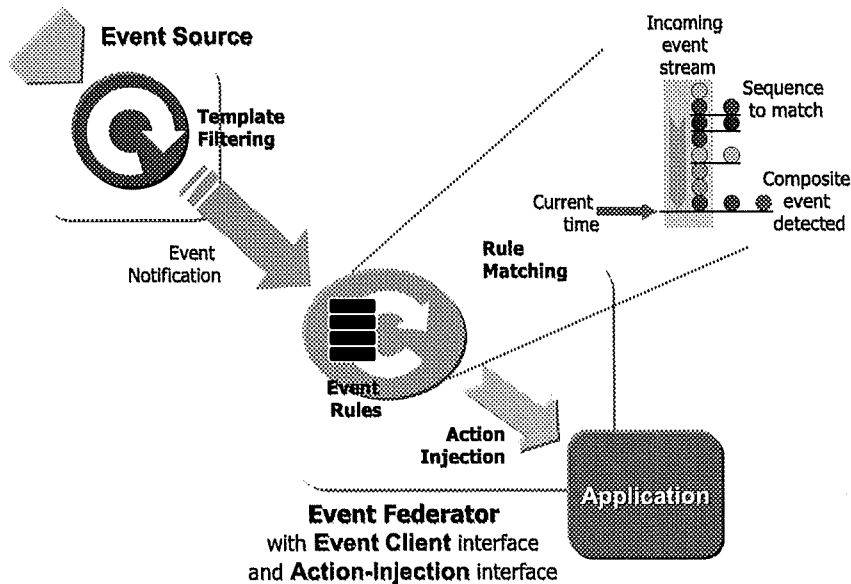 Event Source
Template
Filtering
Event
Notification
Incoming
event
stream
Sequence
to match
Current
time
Composite
event
detected
Rule
Matching
Event
Rules
Action
Injection
Application
Event Federator
with Event Client interface
and Action-injection interface